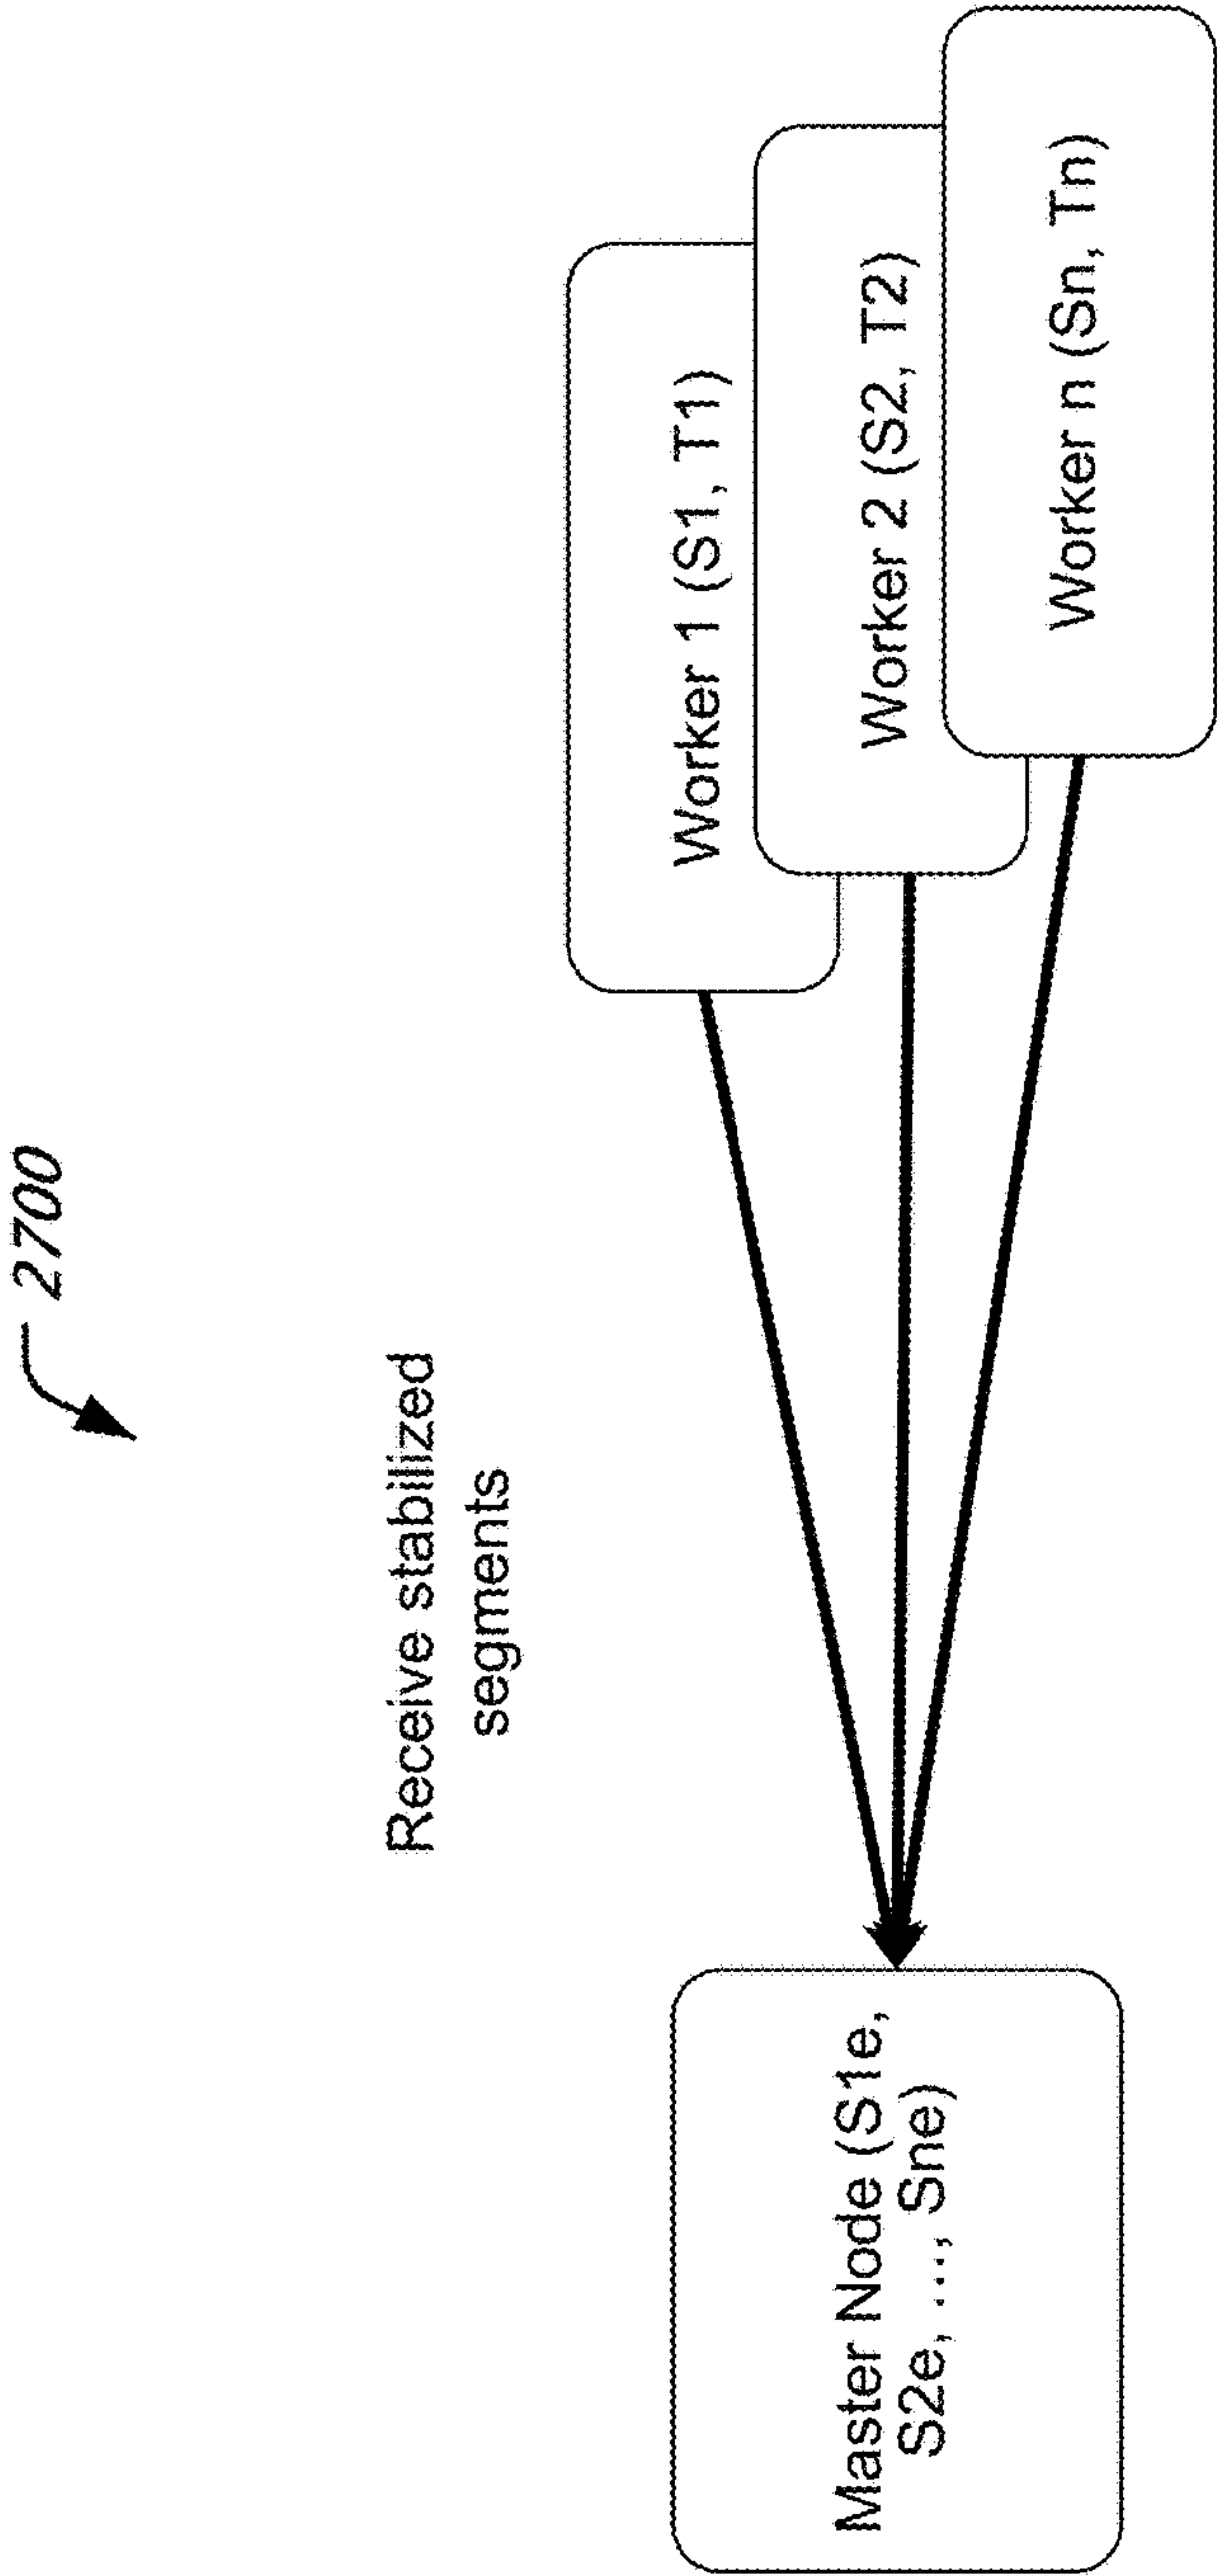 2700
Receive stabilized
segments
Worker 1 (S1, T1)
Worker 2 (S2, T2)
Worker n (Sn, Tn)
Master Node (S1e,
S2e, ..., Sne)